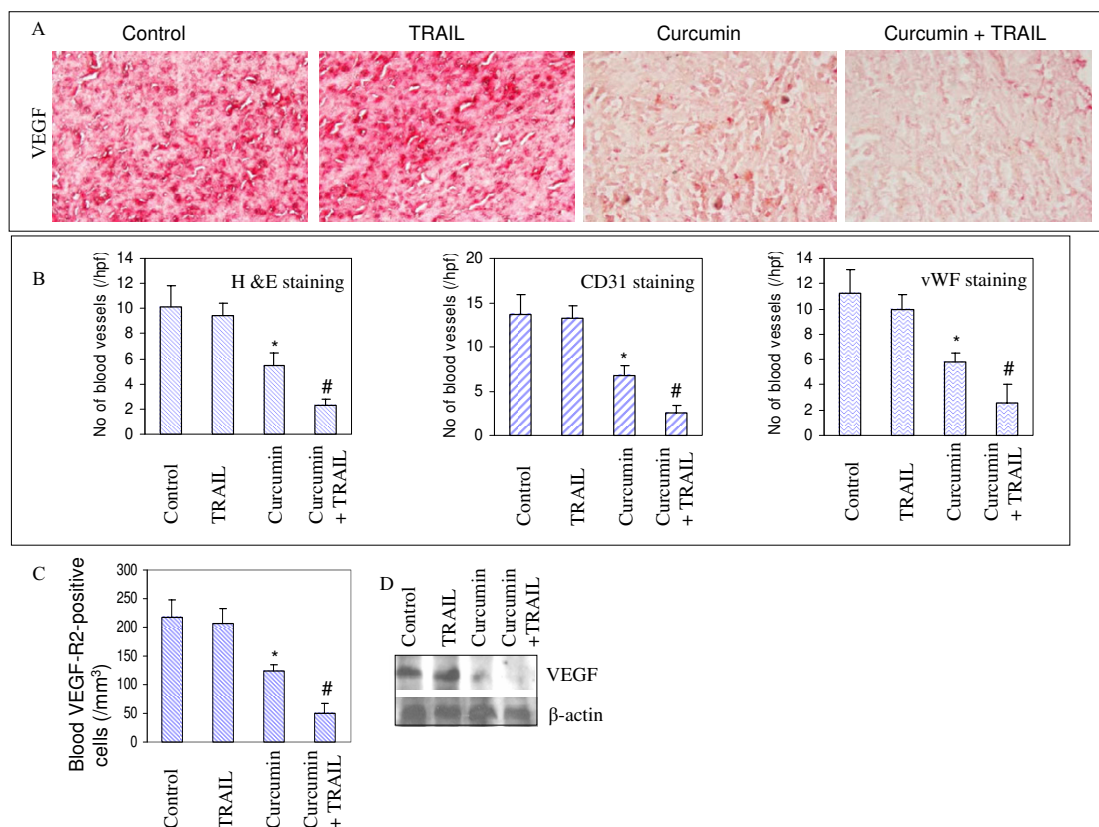 A
Control
TRAIL
Curcumin
Curcumin + TRAIL
VEGF
B
No of blood vessels (/hpf)
14
12
10
8
6
4
2
0
H &E staining
*
#
Control
TRAIL
Curcumin
Curcumin
+ TRAIL
No of blood vessels (/hpf)
20
15
10
5
0
CD31 staining
*
#
Control
TRAIL
Curcumin
Curcumin
+ TRAIL
No of blood vessels (/hpf)
14
12
10
8
6
4
2
0
vWF staining
*
#
Control
TRAIL
Curcumin
Curcumin
+ TRAIL
C
Blood VEGF-R2-positive
cells (/mm³)
300
250
200
150
100
50
0
*
#
Control
TRAIL
Curcumin
Curcumin
+ TRAIL
D
Control
TRAIL
Curcumin
Curcumin
+TRAIL
VEGF
β-actin